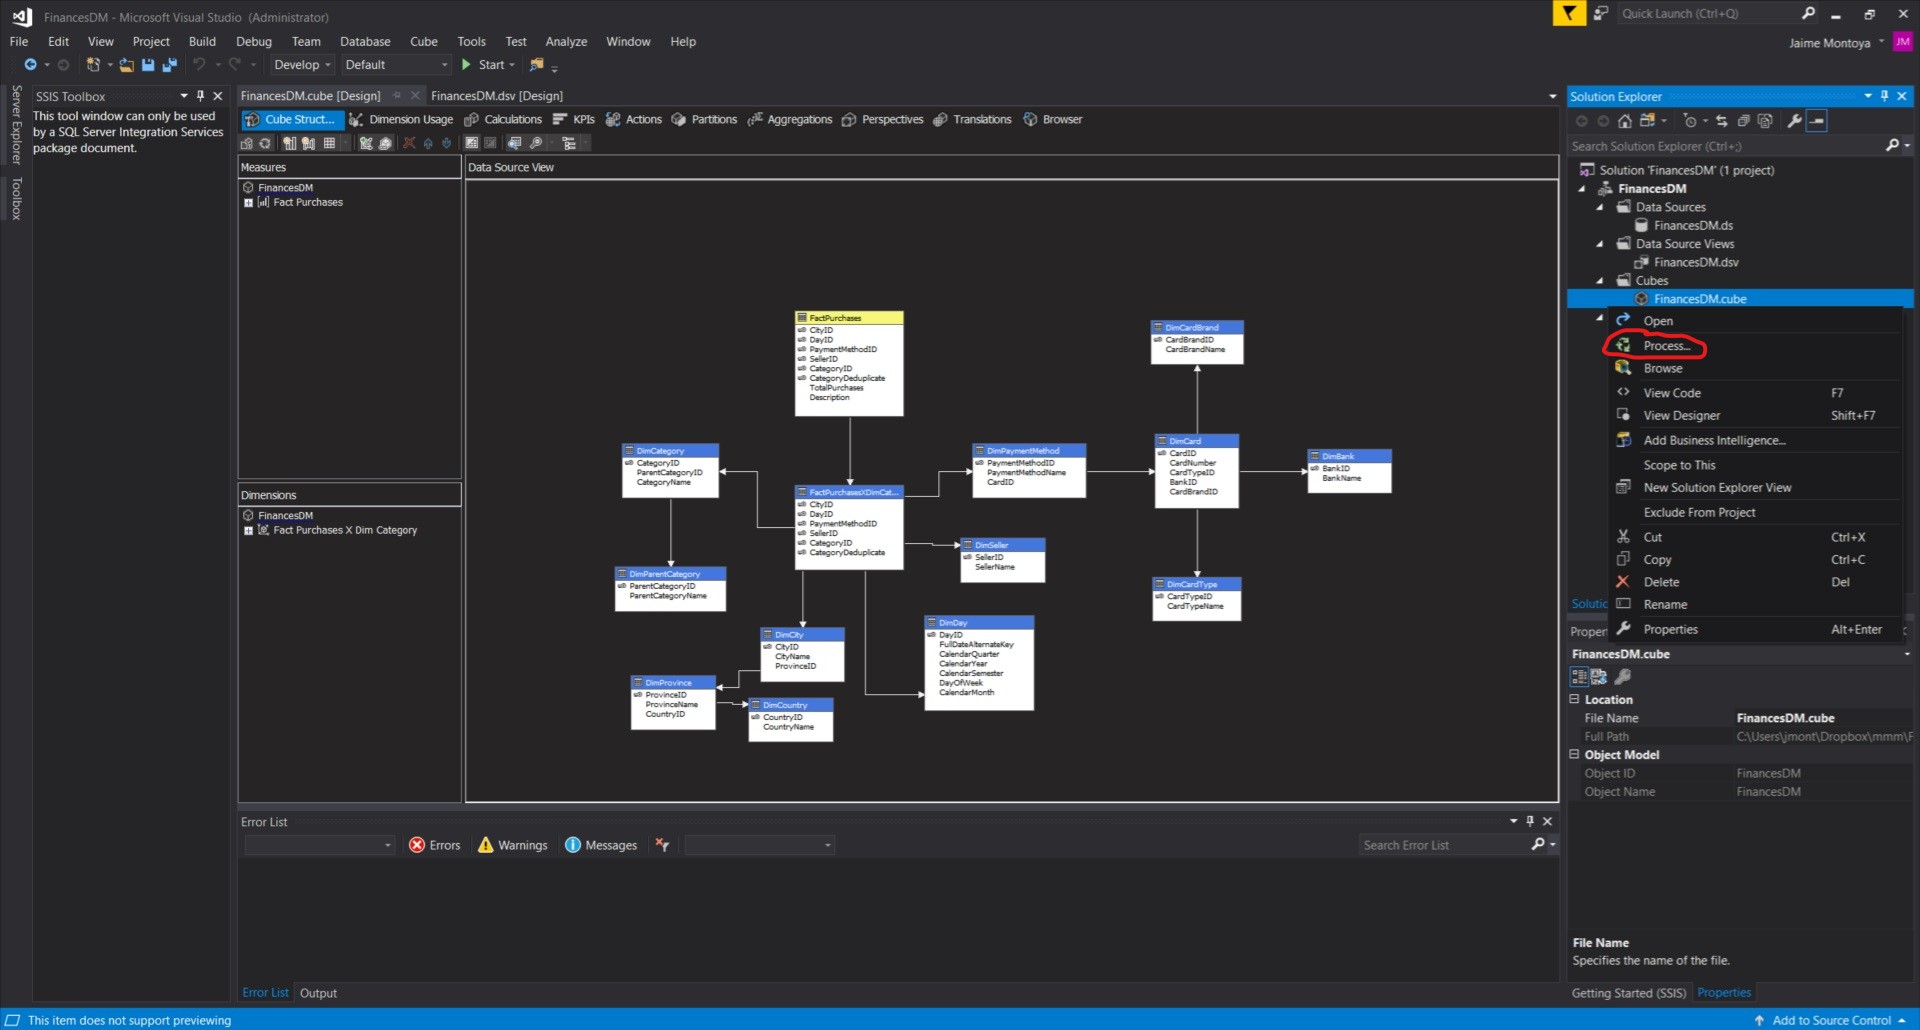 FinancesDM - Microsoft Visual Studio (Administrator)
Quick Launch (Ctrl+Q)
File Edit View Project Build Debug Team Database Cube Tools Test Analyze Window Help
Jaime Montoya JM
Develop Default Start
Server Explorer
Toolbox
SSIS Toolbox
This tool window can only be used
by a SQL Server Integration Services
package document.
FinancesDM.cube [Design] FinancesDM.dsv [Design]
Cube Struct... Dimension Usage Calculations KPIs Actions Partitions Aggregations Perspectives Translations Browser
Measures
FinancesDM
Fact Purchases
Dimensions
FinancesDM
Fact Purchases X Dim Category
Data Source View
FactPurchases
CityID
DayID
PaymentMethodID
SellerID
CategoryID
CategoryDeduplicate
TotalPurchases
Description
DimCardBrand
CardBrandID
CardBrandName
DimCategory
CategoryID
ParentCategoryID
CategoryName
DimPaymentMethod
PaymentMethodID
PaymentMethodName
CardID
DimCard
CardID
CardNumber
CardTypeID
BankID
CardBrandID
DimBank
BankID
BankName
FactPurchasesXDimCat...
CityID
DayID
PaymentMethodID
SellerID
CategoryID
CategoryDeduplicate
DimSeller
SellerID
SellerName
DimParentCategory
ParentCategoryID
ParentCategoryName
DimCardType
CardTypeID
CardTypeName
DimCity
CityID
CityName
ProvinceID
DimDay
DayID
FullDateAlternateKey
CalendarQuarter
CalendarYear
CalendarSemester
DayOfWeek
CalendarMonth
DimProvince
ProvinceID
ProvinceName
CountryID
DimCountry
CountryID
CountryName
Error List
Errors Warnings Messages
Search Error List
Error List Output
Solution Explorer
Search Solution Explorer (Ctrl+;)
Solution 'FinancesDM' (1 project)
FinancesDM
Data Sources
FinancesDM.ds
Data Source Views
FinancesDM.dsv
Cubes
FinancesDM.cube
Open
Process...
Browse
View Code F7
View Designer Shift+F7
Add Business Intelligence...
Scope to This
New Solution Explorer View
Exclude From Project
Cut Ctrl+X
Copy Ctrl+C
Delete Del
Rename
Properties Alt+Enter
Solutio
Propert
FinancesDM.cube
Location
File Name FinancesDM.cube
Full Path C:\Users\jmont\Dropbox\mmm\F
Object Model
Object ID FinancesDM
Object Name FinancesDM
File Name
Specifies the name of the file.
Getting Started (SSIS) Properties
This item does not support previewing
Add to Source Control